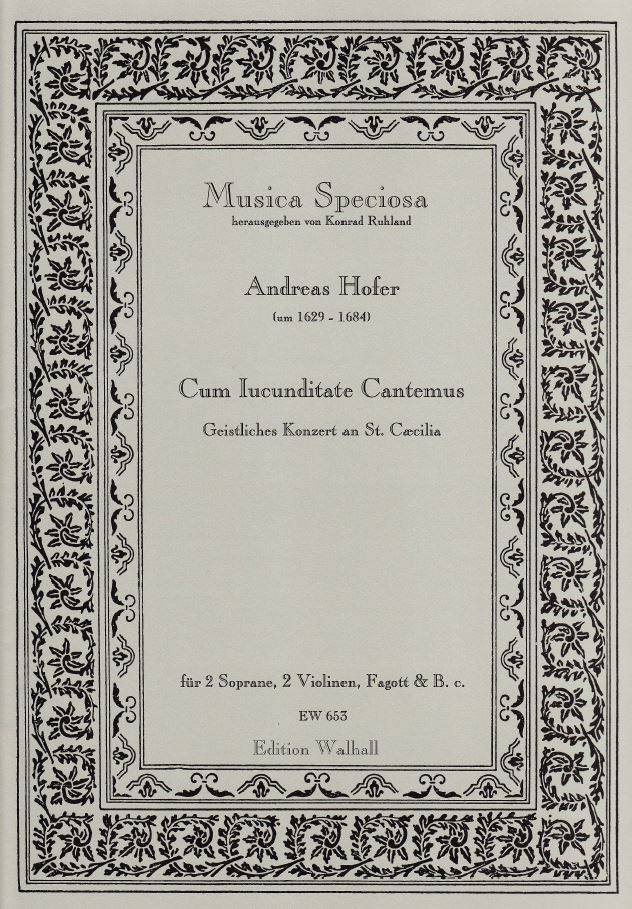 Musica Speciosa
herausgegeben von Konrad Ruhland
Andreas Hofer
(um 1629 - 1684)
Cum Iucunditate Cantemus
Geistliches Konzert an St. Cæcilia
für 2 Soprane, 2 Violinen, Fagott & B. c.
EW 653
Edition Walhall